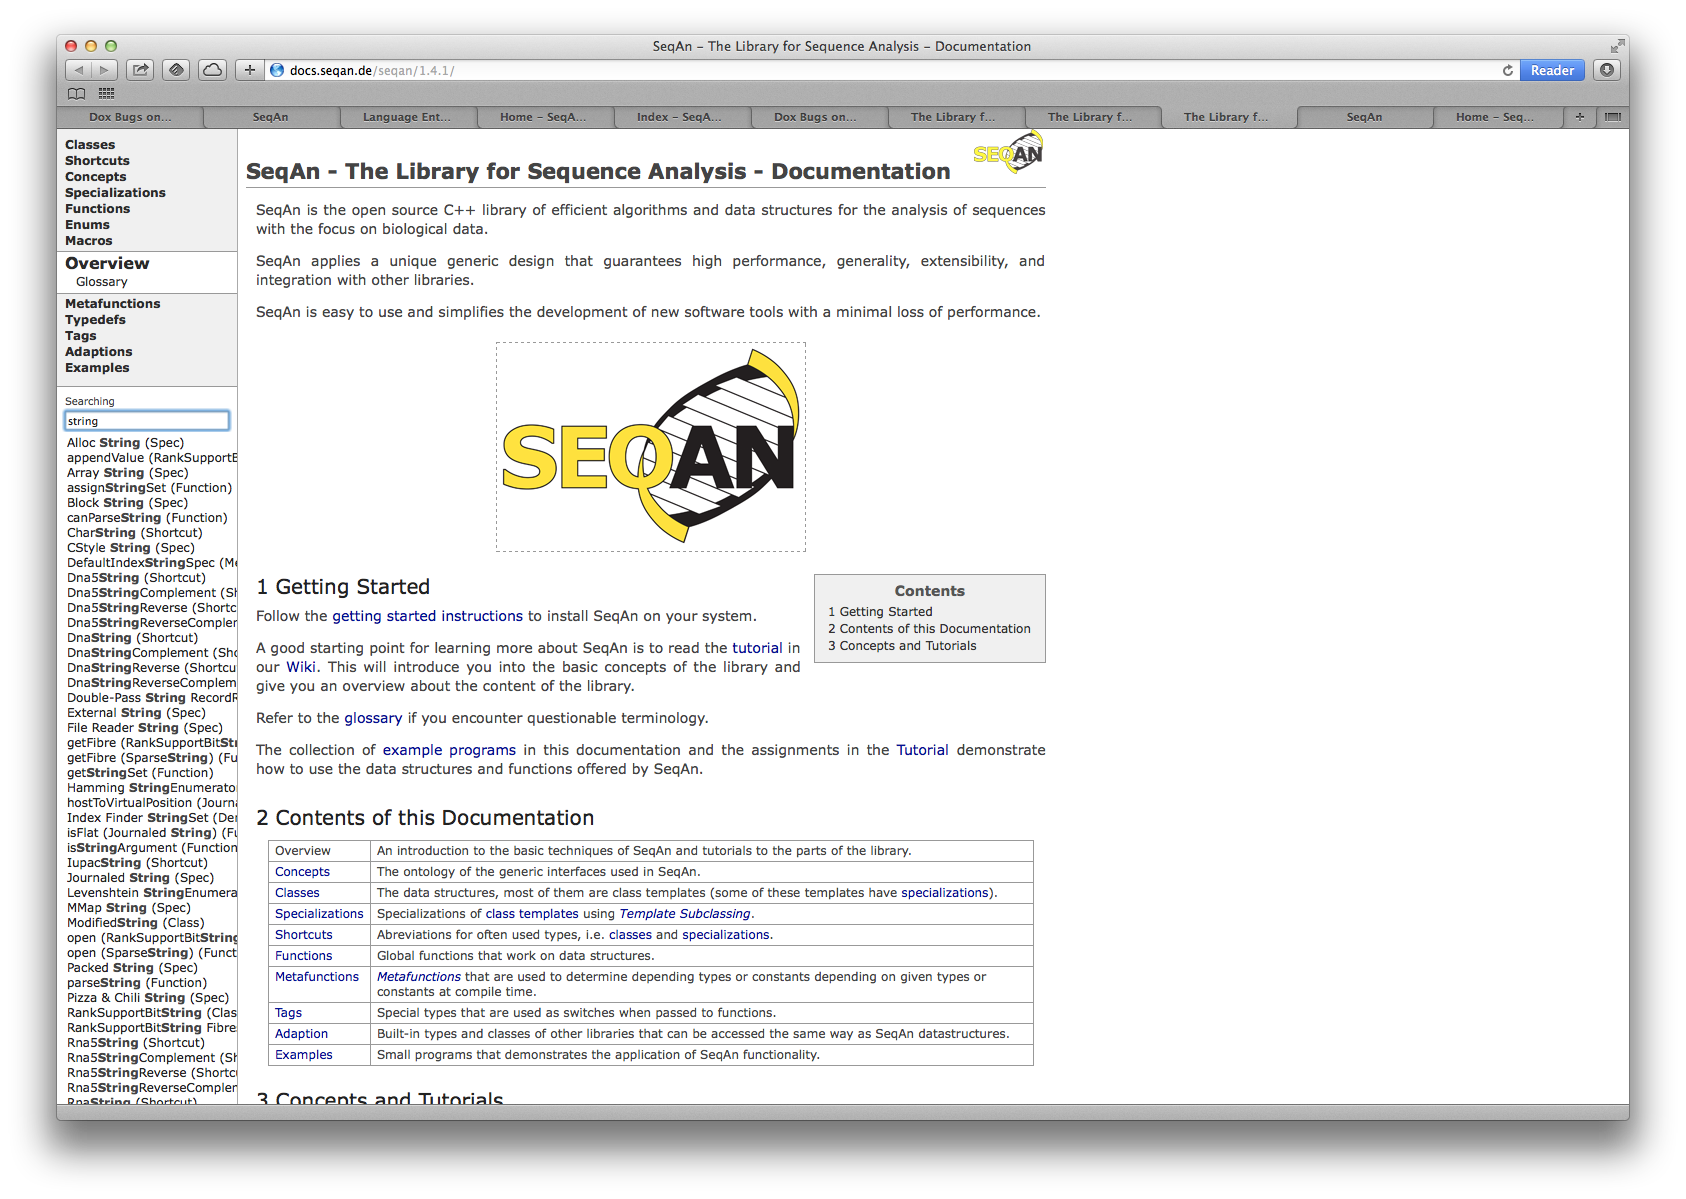 SeqAn – The Library for Sequence Analysis – Documentation
docs.seqan.de/seqan/1.4.1/
Reader
Dox Bugs on...
SeqAn
Language Ent...
Home – SeqA...
Index – SeqA...
Dox Bugs on...
The Library f...
The Library f...
The Library f...
SeqAn
Home – Seq...
Classes
Shortcuts
Concepts
Specializations
Functions
Enums
Macros
Overview
Glossary
Metafunctions
Typedefs
Tags
Adaptions
Examples
Searching
string
Alloc String (Spec)
appendValue (RankSupportB
Array String (Spec)
assignStringSet (Function)
Block String (Spec)
canParseString (Function)
CharString (Shortcut)
CStyle String (Spec)
DefaultIndexStringSpec (Me
Dna5String (Shortcut)
Dna5StringComplement (Sh
Dna5StringReverse (Shortc
Dna5StringReverseComplem
DnaString (Shortcut)
DnaStringComplement (Sho
DnaStringReverse (Shortcu
DnaStringReverseComplem
Double-Pass String RecordR
External String (Spec)
File Reader String (Spec)
getFibre (RankSupportBitStri
getFibre (SparseString) (Fu
getStringSet (Function)
Hamming StringEnumerator
hostToVirtualPosition (Journa
Index Finder StringSet (Der
isFlat (Journaled String) (Fu
isStringArgument (Function
IupacString (Shortcut)
Journaled String (Spec)
Levenshtein StringEnumera
MMap String (Spec)
ModifiedString (Class)
open (RankSupportBitString
open (SparseString) (Funct
Packed String (Spec)
parseString (Function)
Pizza & Chili String (Spec)
RankSupportBitString (Clas
RankSupportBitString Fibre
Rna5String (Shortcut)
Rna5StringComplement (Sh
Rna5StringReverse (Shortc
Rna5StringReverseComplem
RnaString (Shortcut)
SEQAN
SeqAn - The Library for Sequence Analysis - Documentation
SeqAn is the open source C++ library of efficient algorithms and data structures for the analysis of sequences
with the focus on biological data.
SeqAn applies a unique generic design that guarantees high performance, generality, extensibility, and
integration with other libraries.
SeqAn is easy to use and simplifies the development of new software tools with a minimal loss of performance.
SEQAN
1 Getting Started
Follow the getting started instructions to install SeqAn on your system.
A good starting point for learning more about SeqAn is to read the tutorial in
our Wiki. This will introduce you into the basic concepts of the library and
give you an overview about the content of the library.
Refer to the glossary if you encounter questionable terminology.
The collection of example programs in this documentation and the assignments in the Tutorial demonstrate
how to use the data structures and functions offered by SeqAn.
Contents
1 Getting Started
2 Contents of this Documentation
3 Concepts and Tutorials
2 Contents of this Documentation
Overview An introduction to the basic techniques of SeqAn and tutorials to the parts of the library.
Concepts The ontology of the generic interfaces used in SeqAn.
Classes The data structures, most of them are class templates (some of these templates have specializations).
Specializations Specializations of class templates using Template Subclassing.
Shortcuts Abreviations for often used types, i.e. classes and specializations.
Functions Global functions that work on data structures.
Metafunctions Metafunctions that are used to determine depending types or constants depending on given types or
constants at compile time.
Tags Special types that are used as switches when passed to functions.
Adaption Built-in types and classes of other libraries that can be accessed the same way as SeqAn datastructures.
Examples Small programs that demonstrates the application of SeqAn functionality.
3 Concepts and Tutorials